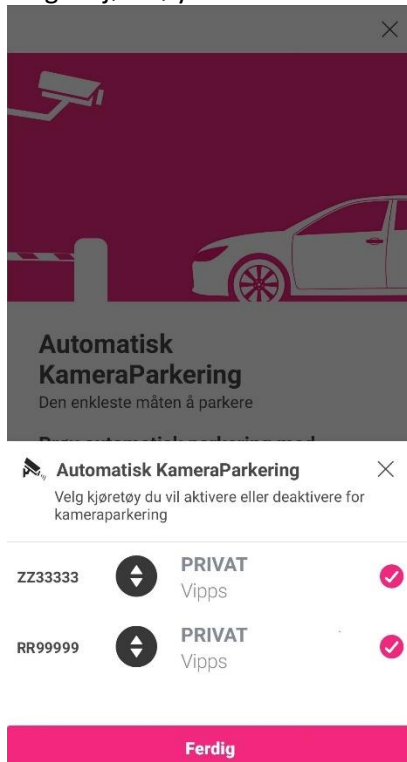 Automatisk
KameraParkering
Den enkleste måten å parkere
Automatisk KameraParkering
Velg kjøretøy du vil aktivere eller deaktivere for
kameraparkering
ZZ33333
PRIVAT
Vipps
RR99999
PRIVAT
Vipps
Ferdig